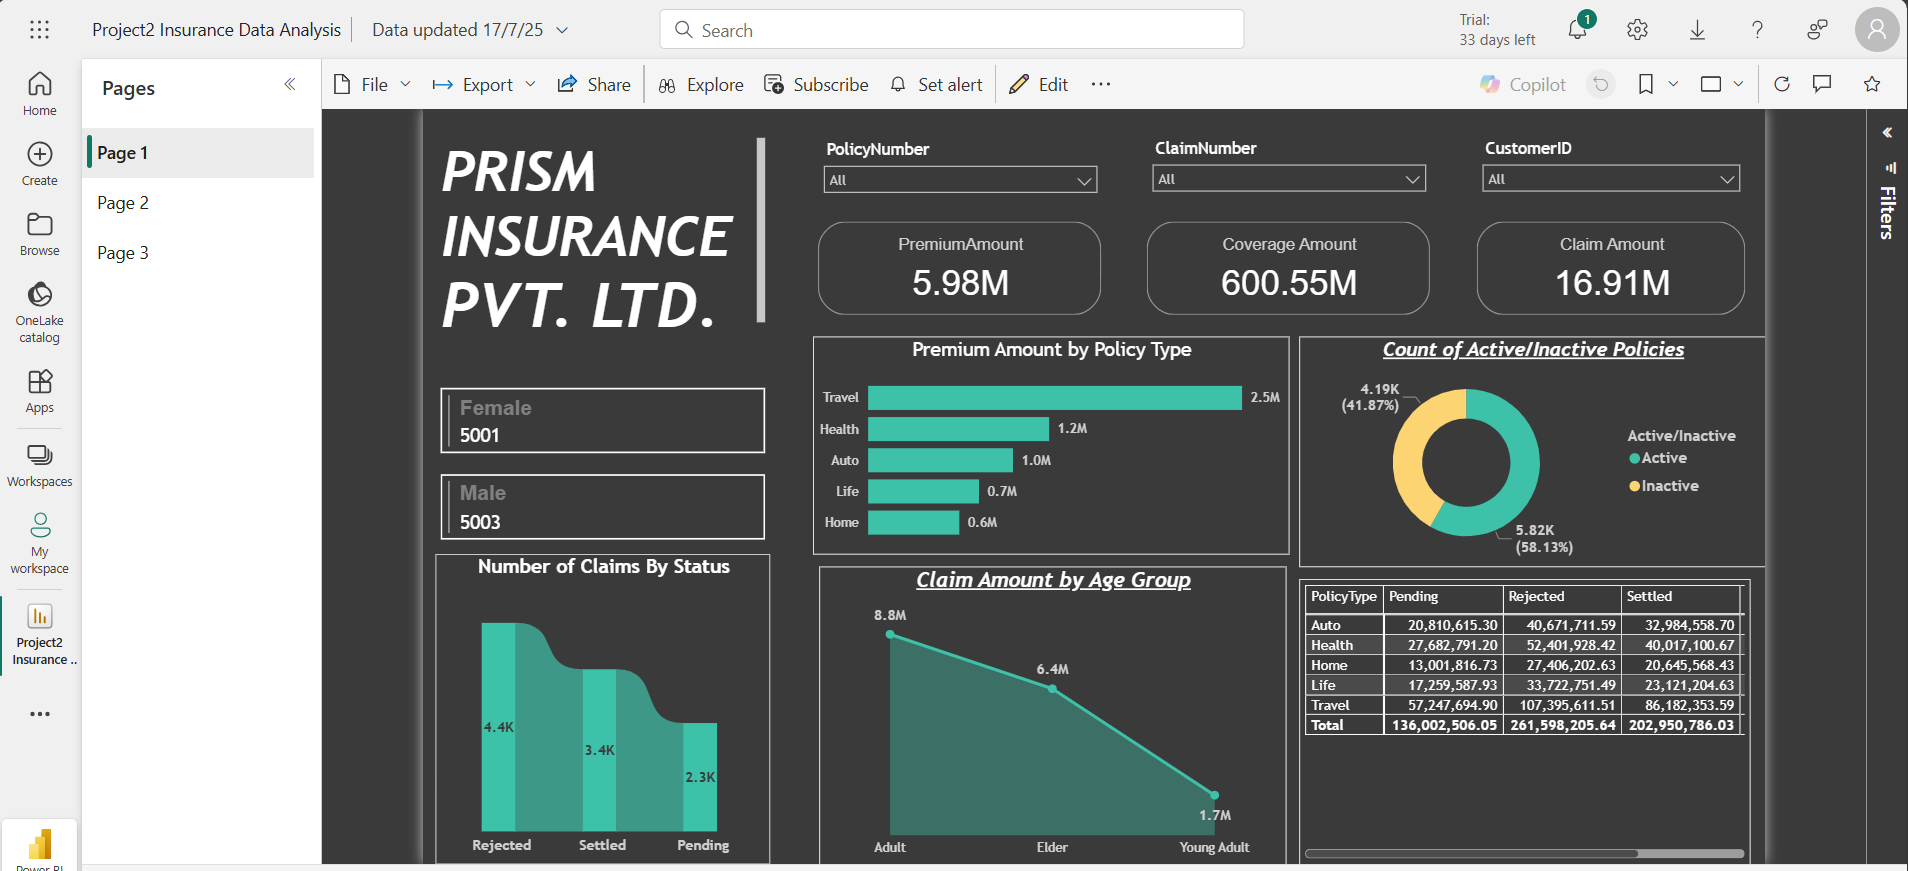 Project2 Insurance Data Analysis
Data updated 17/7/25
Search
Trial:
33 days left
1
Home
Create
Browse
OneLake
catalog
Apps
Workspaces
My
workspace
Project2
Insurance ..
Pages
Page 1
Page 2
Page 3
File
Export
Share
Explore
Subscribe
Set alert
Edit
Copilot
Filters
PRISM
INSURANCE
PVT. LTD.
PolicyNumber
All
ClaimNumber
All
CustomerID
All
PremiumAmount
5.98M
Coverage Amount
600.55M
Claim Amount
16.91M
Female
5001
Male
5003
Premium Amount by Policy Type
Travel 2.5M
Health 1.2M
Auto 1.0M
Life 0.7M
Home 0.6M
Count of Active/Inactive Policies
4.19K
(41.87%)
5.82K
(58.13%)
Active/Inactive
Active
Inactive
Number of Claims By Status
4.4K
3.4K
2.3K
Rejected Settled Pending
Claim Amount by Age Group
8.8M
6.4M
1.7M
Adult Elder Young Adult
PolicyType Pending Rejected Settled
Auto 20,810,615.30 40,671,711.59 32,984,558.70
Health 27,682,791.20 52,401,928.42 40,017,100.67
Home 13,001,816.73 27,406,202.63 20,645,568.43
Life 17,259,587.93 33,722,751.49 23,121,204.63
Travel 57,247,694.90 107,395,611.51 86,182,353.59
Total 136,002,506.05 261,598,205.64 202,950,786.03
Power BI